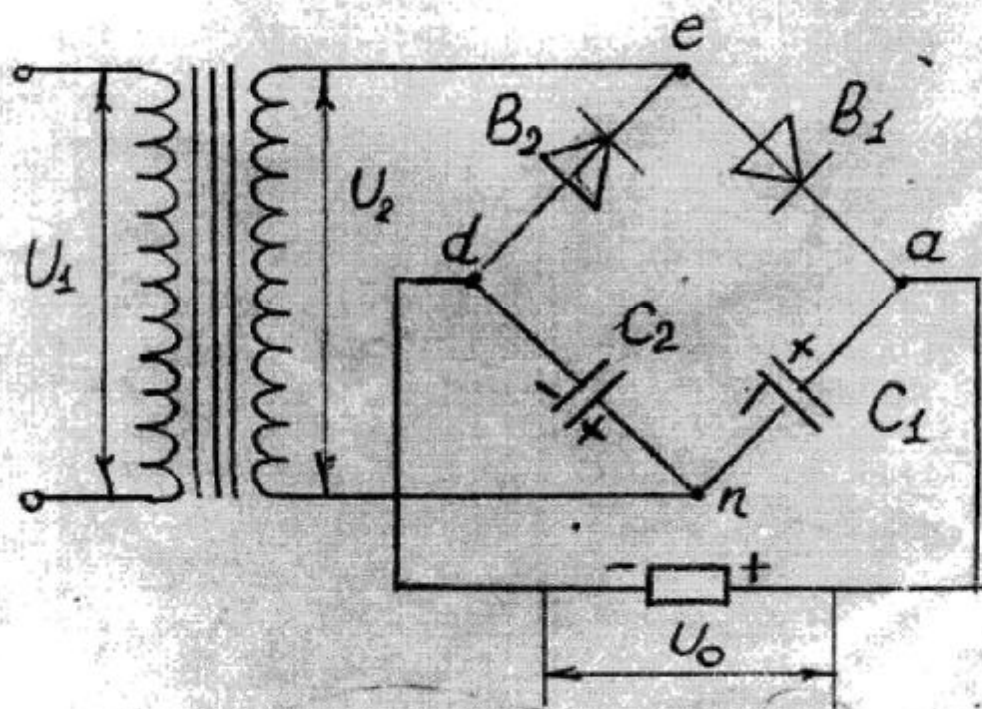 e
B₂
B₁
U₁
U₂
d
a
C₂
- +
+
C₁
n
- +
U₀